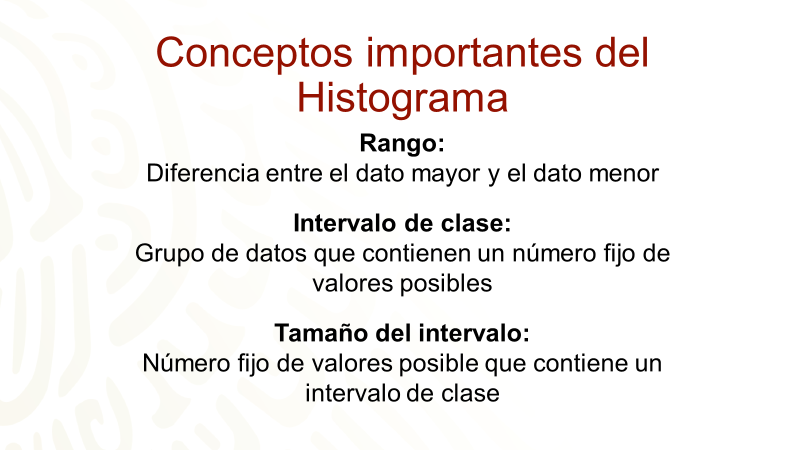 Conceptos importantes del
Histograma
Rango:
Diferencia entre el dato mayor y el dato menor
Intervalo de clase:
Grupo de datos que contienen un número fijo de
valores posibles
Tamaño del intervalo:
Número fijo de valores posible que contiene un
intervalo de clase